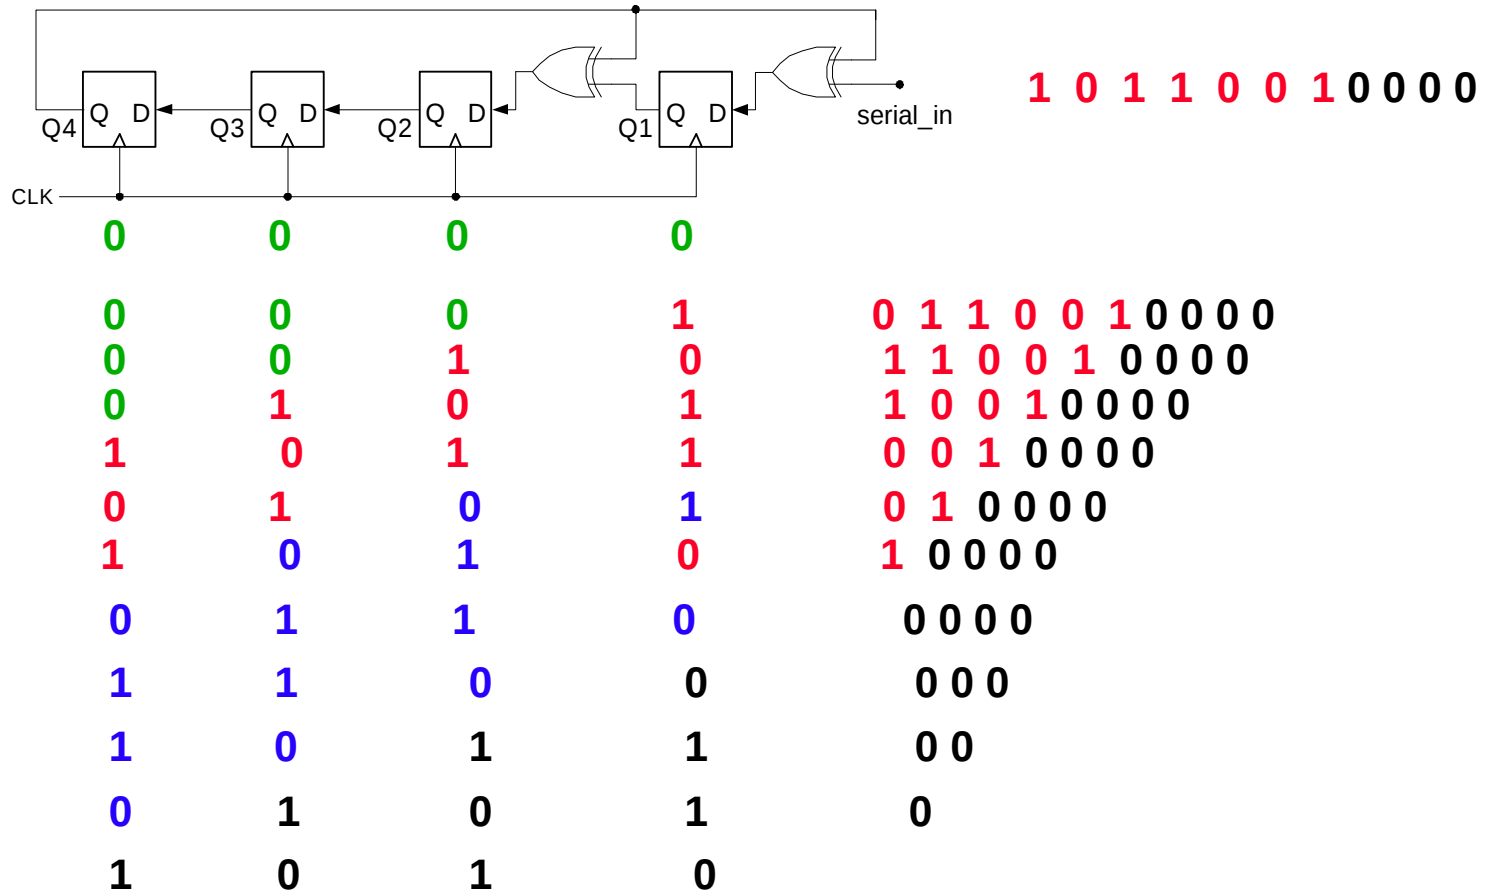 1 0 1 1 0 0 1 0 0 0 0
Q D Q D Q D Q D
Q4 Q3 Q2 Q1 serial_in
CLK
0 0 0 0
0 0 0 1 0 1 1 0 0 1 0 0 0 0
0 0 1 0 1 1 0 0 1 0 0 0 0
0 1 0 1 1 0 0 1 0 0 0 0
1 0 1 1 0 0 1 0 0 0 0
0 1 0 1 0 1 0 0 0 0
1 0 1 0 1 0 0 0 0
0 1 1 0 0 0 0 0
1 1 0 0 0 0 0
1 0 1 1 0 0
0 1 0 1 0
1 0 1 0